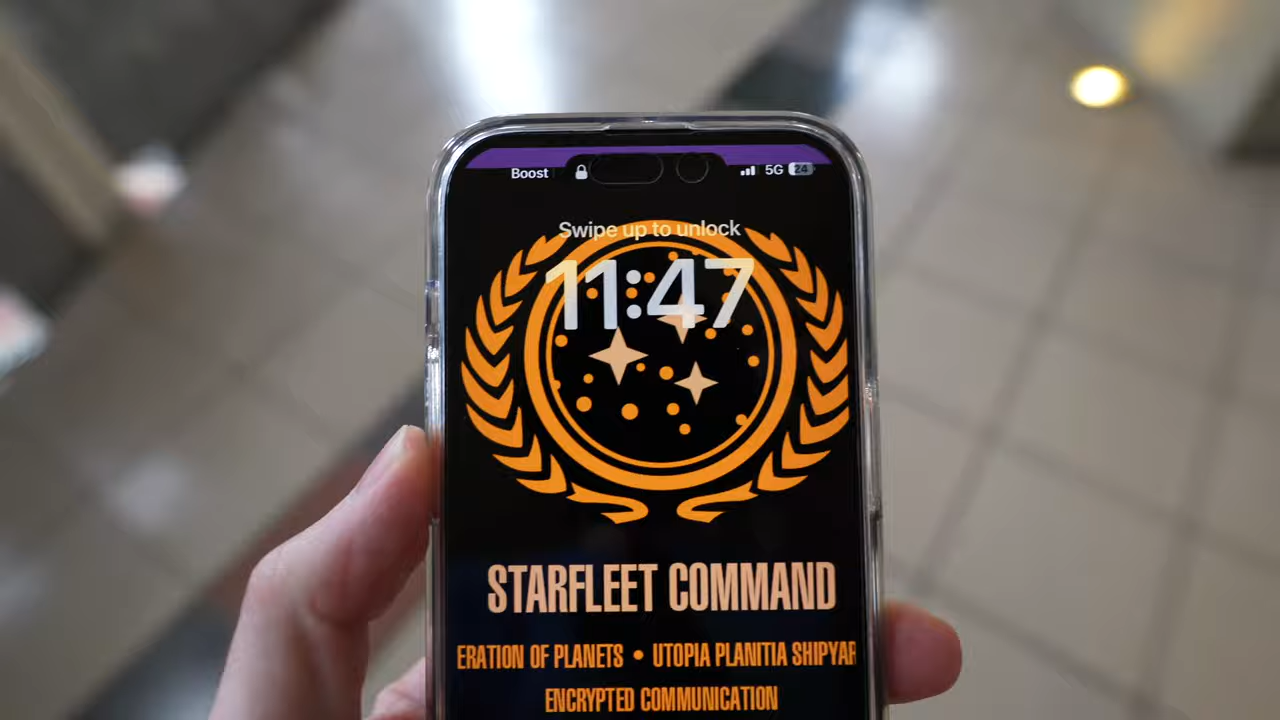 Boost 5G 24
Swipe up to unlock
11:47
STARFLEET COMMAND
ERATION OF PLANETS • UTOPIA PLANITIA SHIPYAR
ENCRYPTED COMMUNICATION